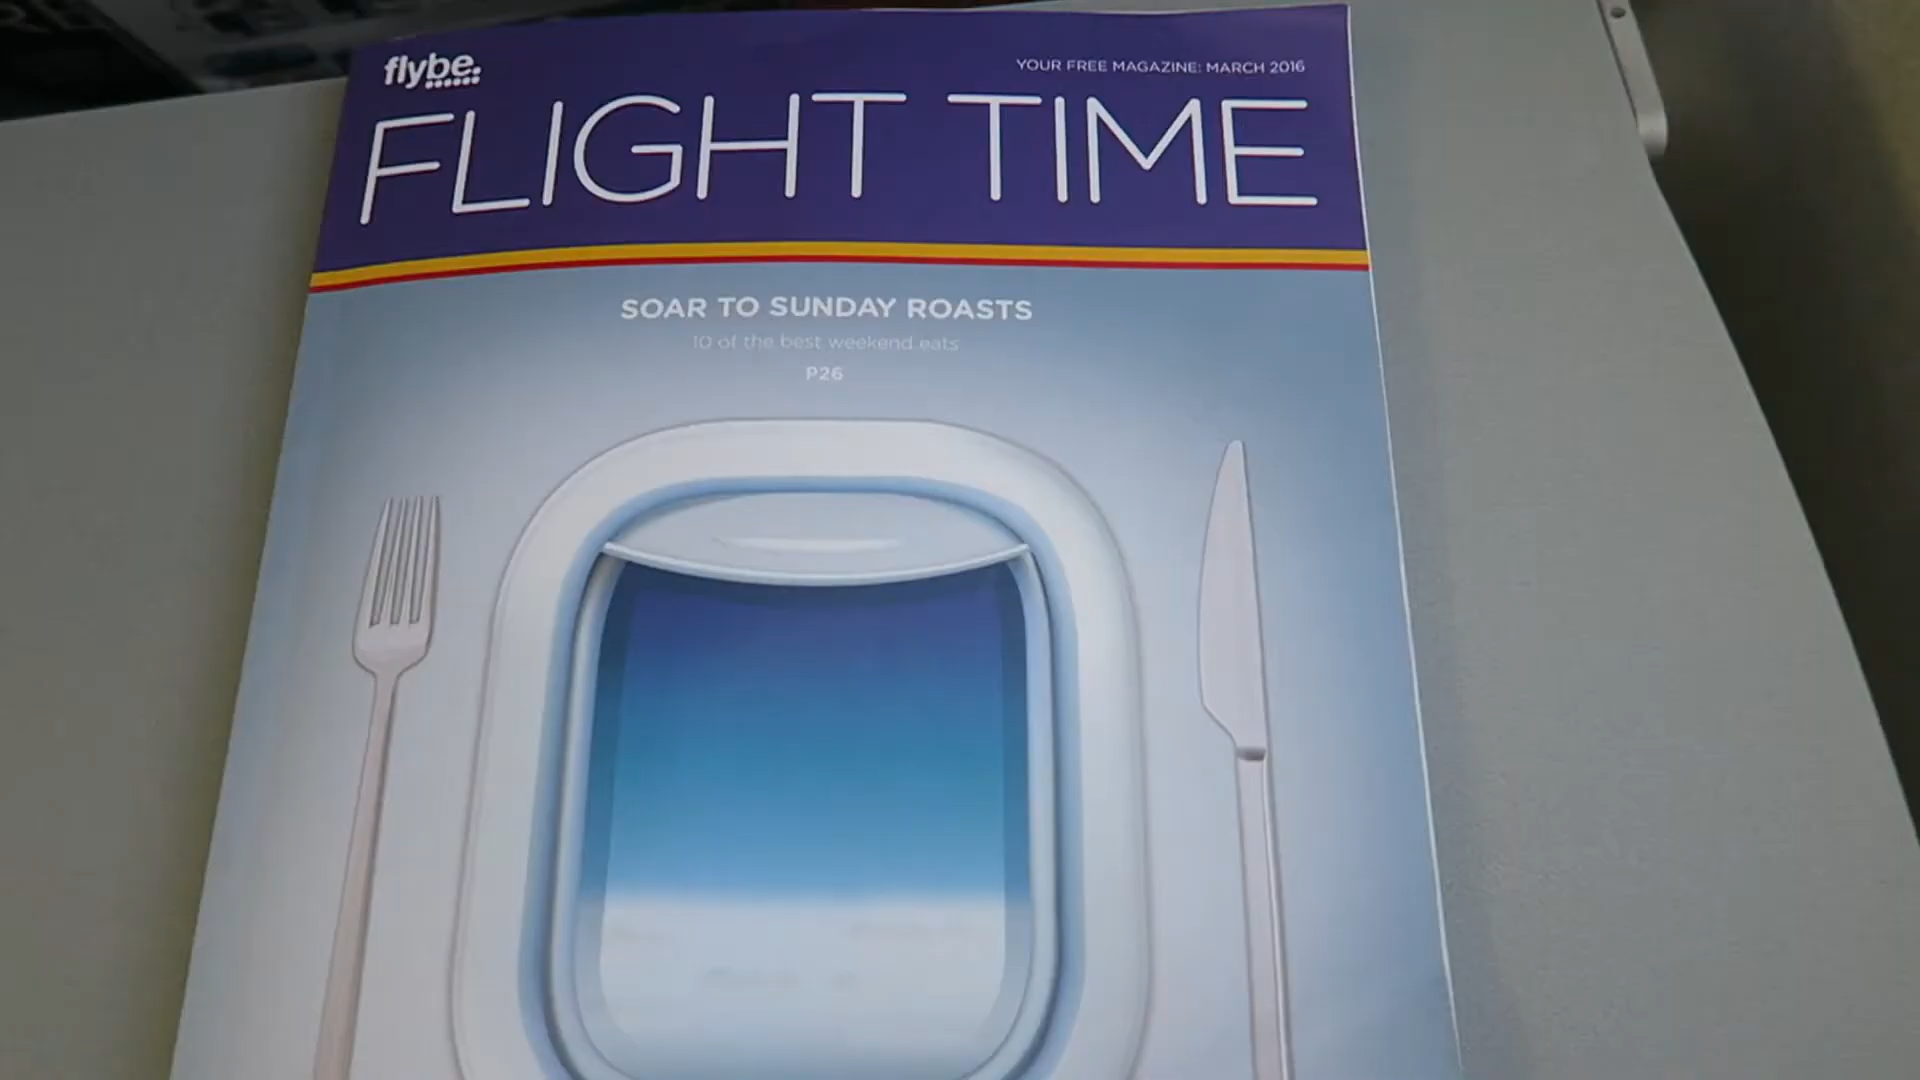 flybe.
YOUR FREE MAGAZINE: MARCH 2016
FLIGHT TIME
SOAR TO SUNDAY ROASTS
10 of the best weekend eats
P26